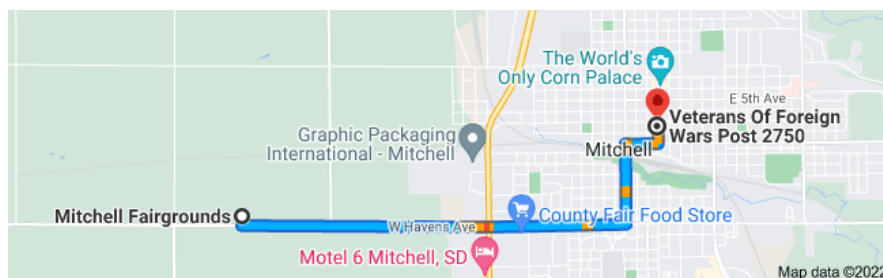 The World's
Only Corn Palace
E 5th Ave
Veterans Of Foreign
Wars Post 2750
Graphic Packaging
International - Mitchell
Mitchell
Mitchell Fairgrounds
W Havens Ave
County Fair Food Store
Motel 6 Mitchell, SD
Map data ©2022